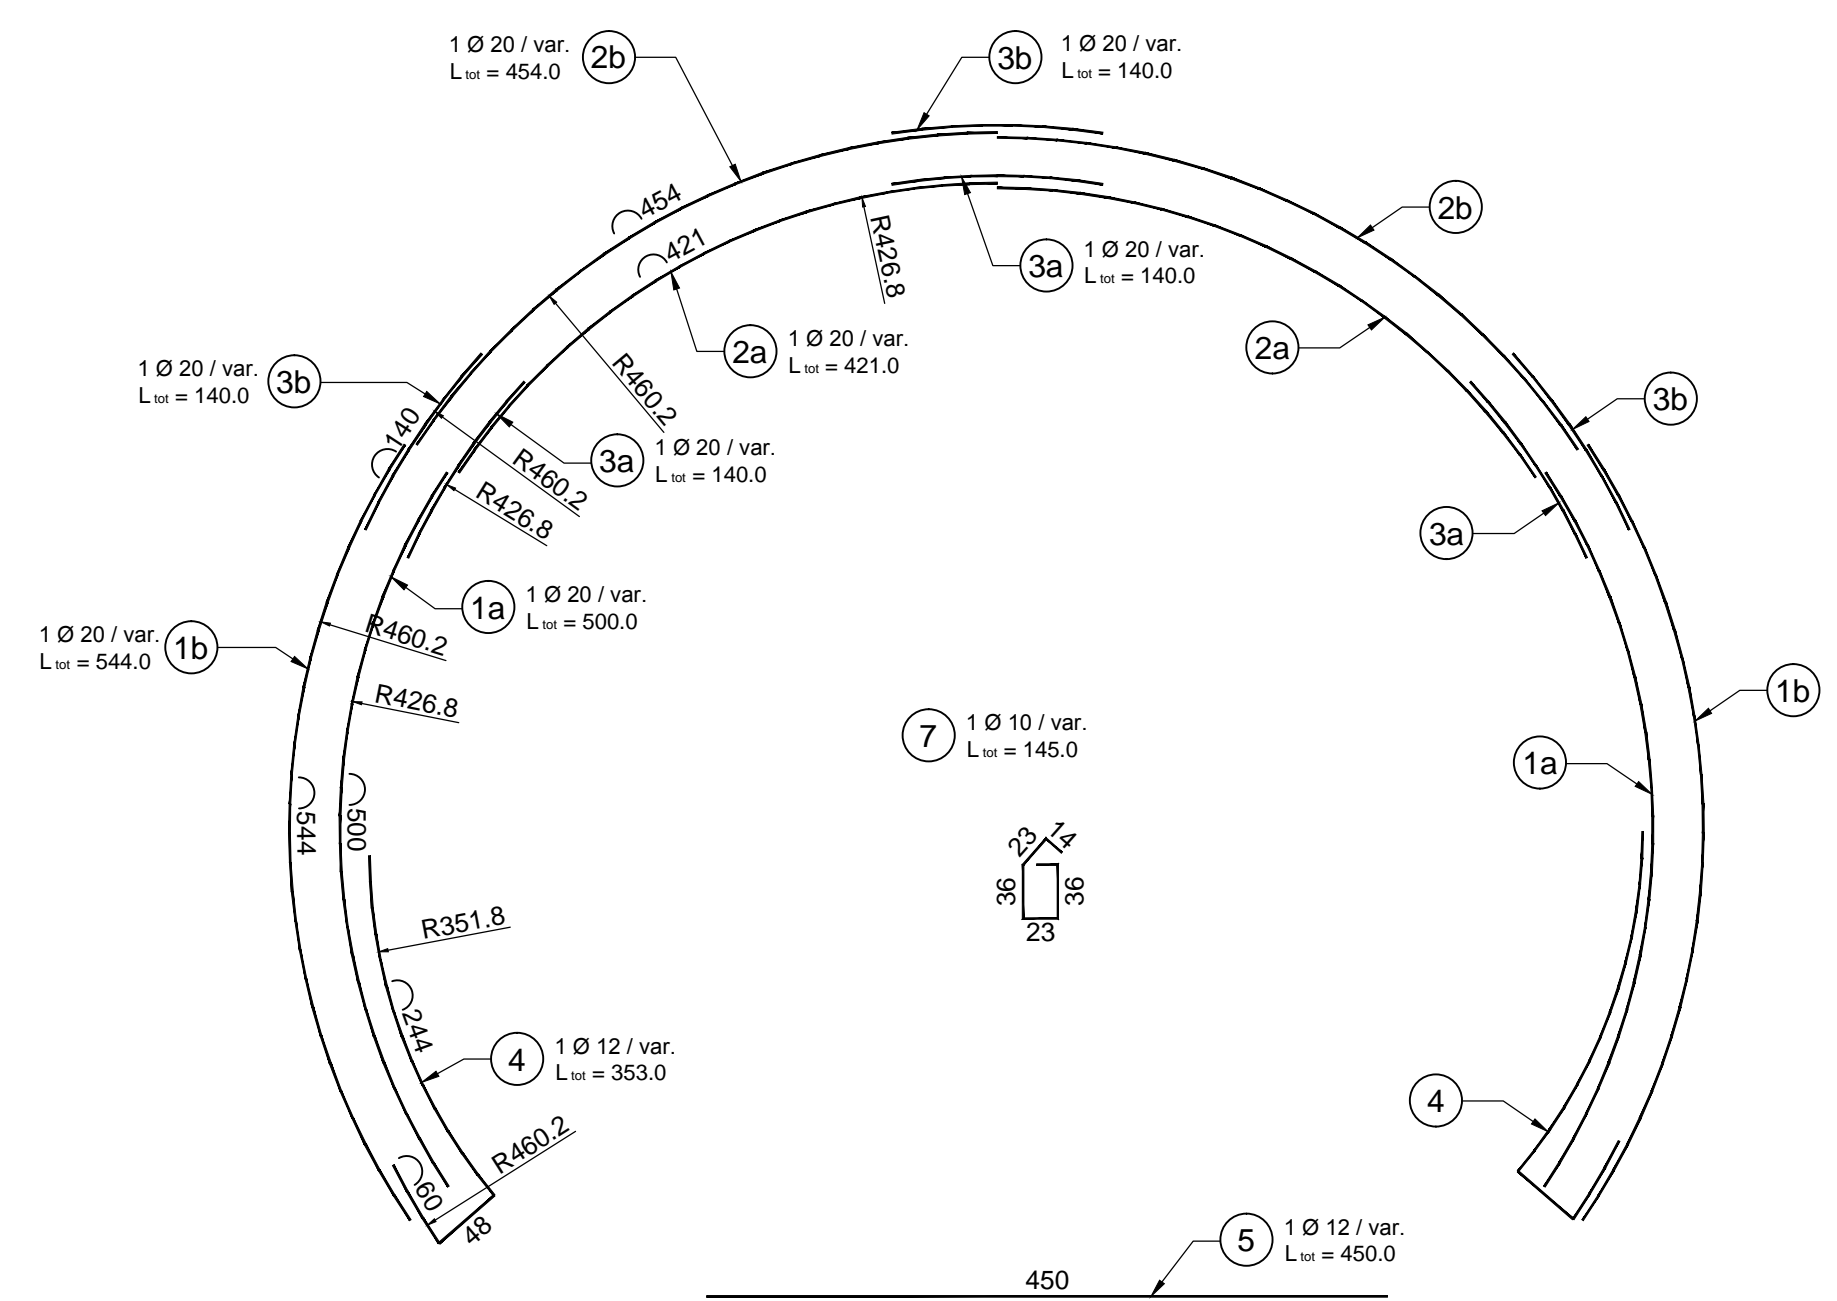 1 Ø 20 / var.
L tot = 454.0
2b
3b
1 Ø 20 / var.
L tot = 140.0
454
421
R426.8
2b
3a
1 Ø 20 / var.
L tot = 140.0
2a
1 Ø 20 / var.
L tot = 421.0
2a
1 Ø 20 / var.
L tot = 140.0
3b
R460.2
3b
140
3a
1 Ø 20 / var.
L tot = 140.0
R460.2
R426.8
3a
1a
1 Ø 20 / var.
L tot = 500.0
1 Ø 20 / var.
L tot = 544.0
1b
R460.2
R426.8
1b
7
1 Ø 10 / var.
L tot = 145.0
1a
544
500
23
14
36
36
23
R351.8
244
4
1 Ø 12 / var.
L tot = 353.0
4
R460.2
60
48
5
1 Ø 12 / var.
L tot = 450.0
450